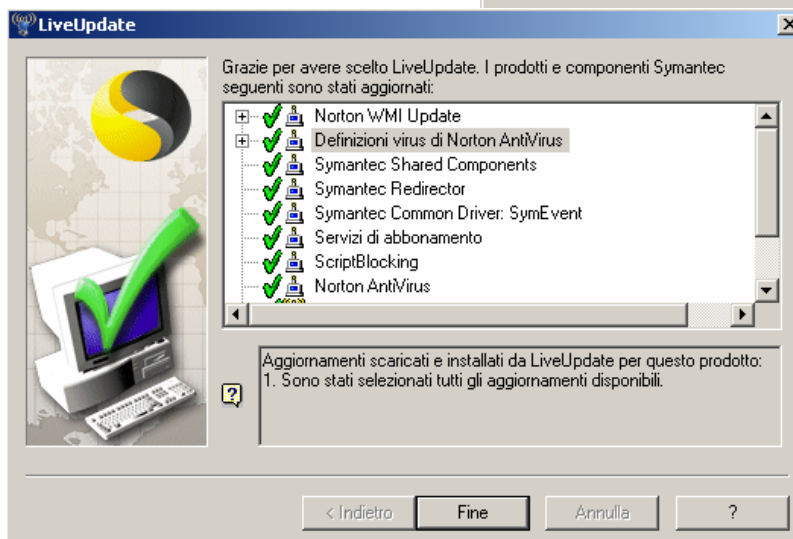 LiveUpdate
Grazie per avere scelto LiveUpdate. I prodotti e componenti Symantec
seguenti sono stati aggiornati:
Norton WMI Update
Definizioni virus di Norton AntiVirus
Symantec Shared Components
Symantec Redirector
Symantec Common Driver: SymEvent
Servizi di abbonamento
ScriptBlocking
Norton AntiVirus
Aggiornamenti scaricati e installati da LiveUpdate per questo prodotto:
1. Sono stati selezionati tutti gli aggiornamenti disponibili.
< Indietro
Fine
Annulla
?